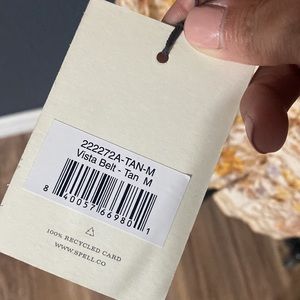 222272A-TAN-M
Vista Belt - Tan M
8 40057 66980 1
100% RECYCLED CARD
WWW.SPELL.CO